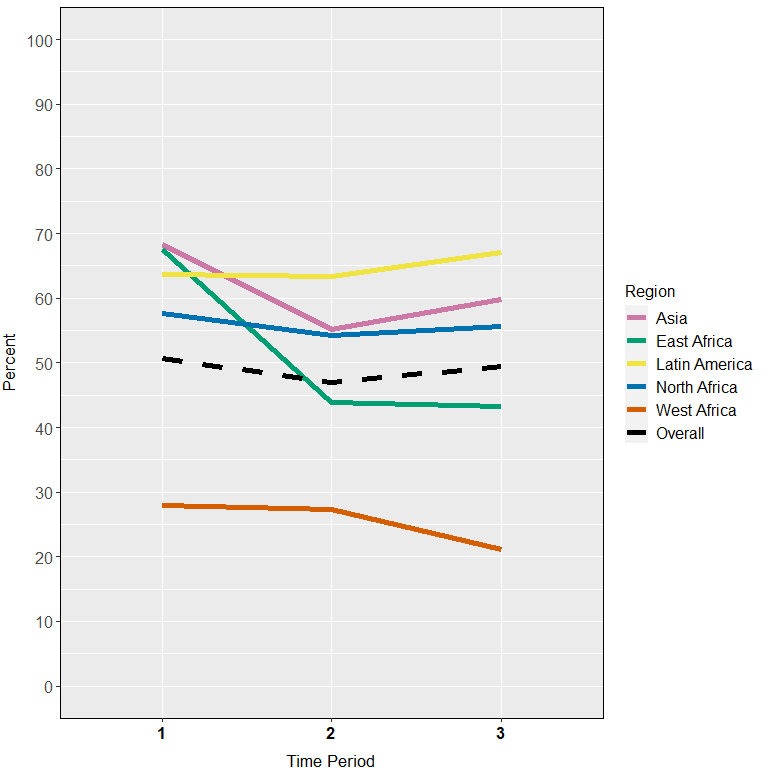 Percent
100
90
80
70
60
50
40
30
20
10
0
1 2 3
Time Period
Region
Asia
East Africa
Latin America
North Africa
West Africa
Overall